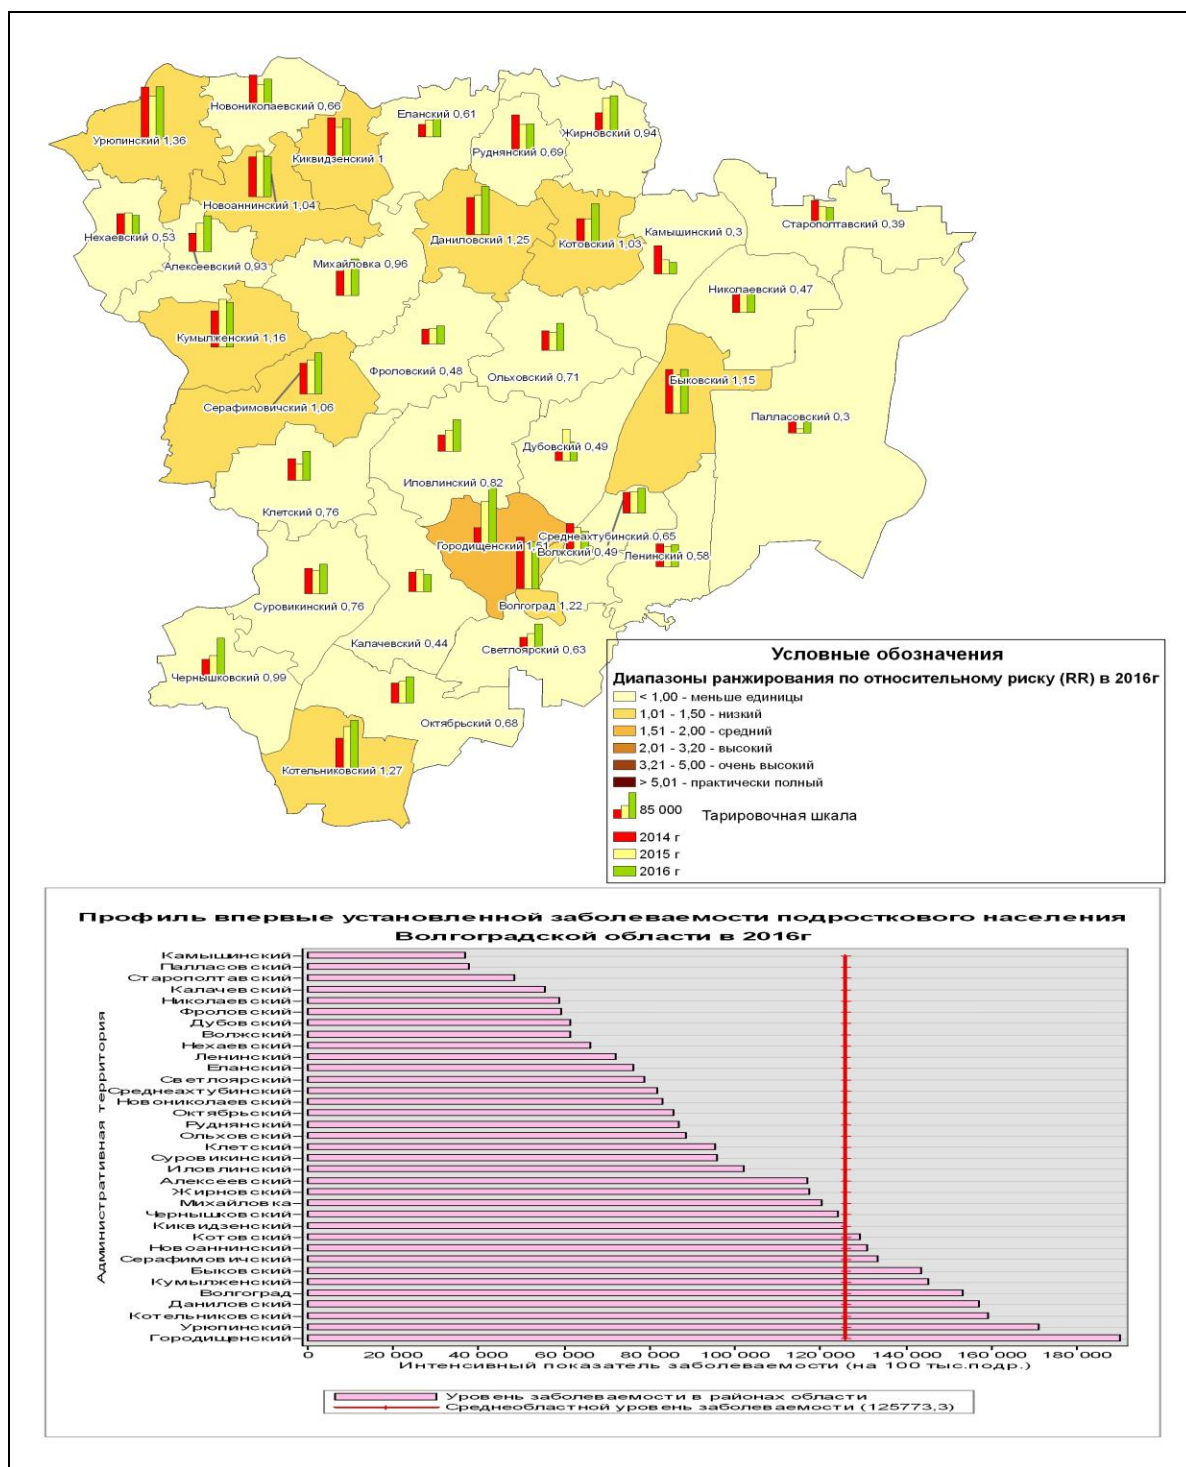 Новониколаевский 0,66
Урюпинский 1,36
Еланский 0,61
Жирновский 0,94
Руднянский 0,69
Киквидзенский 1
Новоаннинский 1,04
Нехаевский 0,53
Алексеевский 0,93
Михайловка 0,96
Даниловский 1,25
Котовский 1,03
Камышинский 0,3
Старополтавский 0,39
Николаевский 0,47
Кумылженский 1,16
Фроловский 0,48
Ольховский 0,71
Быковский 1,15
Серафимовичский 1,06
Палласовский 0,3
Дубовский 0,49
Иловлинский 0,82
Клетский 0,76
Городищенский 1,51
Среднеахтубинский 0,65
Волжский 0,49
Ленинский 0,58
Суровикинский 0,76
Волгоград 1,22
Калачевский 0,44
Светлоярский 0,63
Чернышковский 0,99
Октябрьский 0,68
Котельниковский 1,27
Условные обозначения
Диапазоны ранжирования по относительному риску (RR) в 2016г
< 1,00 - меньше единицы
1,01 - 1,50 - низкий
1,51 - 2,00 - средний
2,01 - 3,20 - высокий
3,21 - 5,00 - очень высокий
> 5,01 - практически полный
85 000 Тарировочная шкала
2014 г
2015 г
2016 г
Профиль впервые установленной заболеваемости подросткового населения
Волгоградской области в 2016г
Административная территория
Камышинский
Палласовский
Старополтавский
Калачевский
Николаевский
Фроловский
Дубовский
Волжский
Нехаевский
Ленинский
Еланский
Светлоярский
Среднеахтубинский
Новониколаевский
Октябрьский
Руднянский
Ольховский
Клетский
Суровикинский
Иловлинский
Алексеевский
Жирновский
Михайловка
Чернышковский
Киквидзенский
Котовский
Новоаннинский
Серафимовичский
Быковский
Кумылженский
Волгоград
Даниловский
Котельниковский
Урюпинский
Городищенский
0 20 000 40 000 60 000 80 000 100 000 120 000 140 000 160 000 180 000
Интенсивный показатель заболеваемости (на 100 тыс.подр.)
Уровень заболеваемости в районах области
Среднеобластной уровень заболеваемости (125773,3)